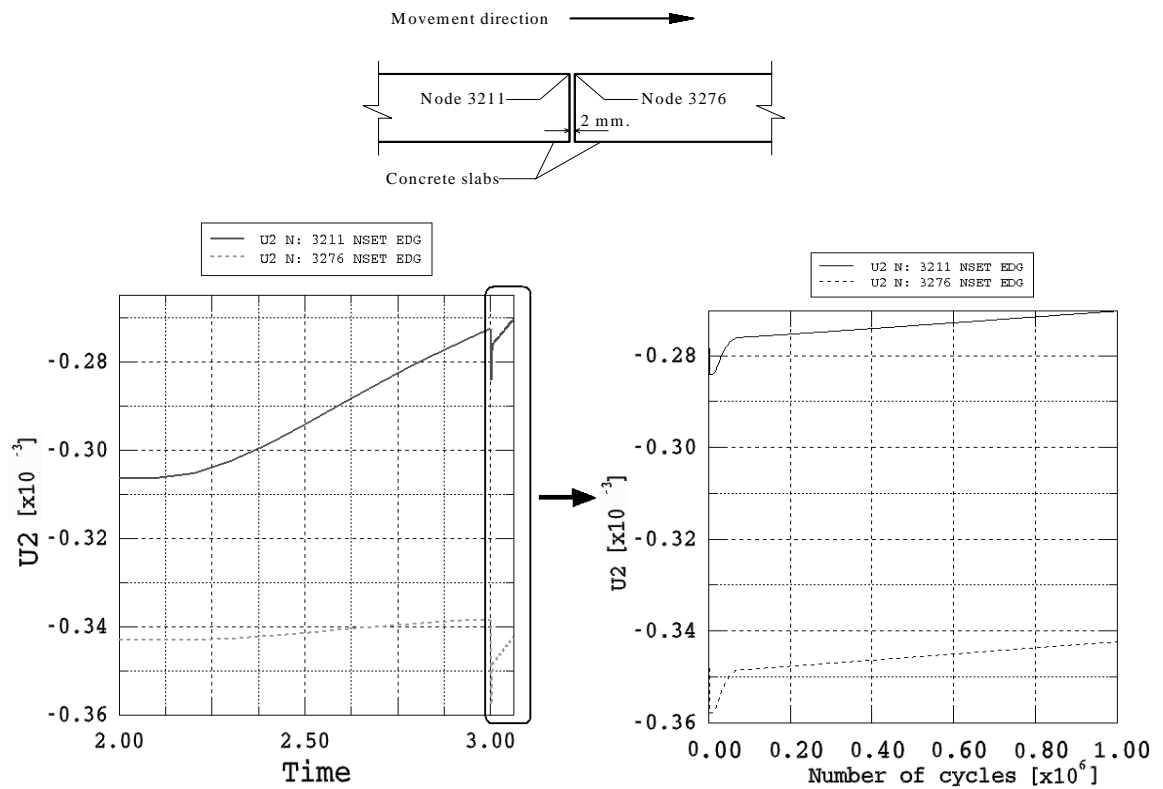 Movement direction
Node 3211
Node 3276
2 mm.
Concrete slabs
U2 N: 3211 NSET EDG
U2 N: 3276 NSET EDG
-0.28
-0.30
-0.32
-0.34
-0.36
U2 [x10 -3]
2.00
2.50
3.00
Time
U2 N: 3211 NSET EDG
U2 N: 3276 NSET EDG
-0.28
-0.30
-0.32
-0.34
-0.36
U2 [x10 -3]
0.00
0.20
0.40
0.60
0.80
1.00
Number of cycles [x10⁶]